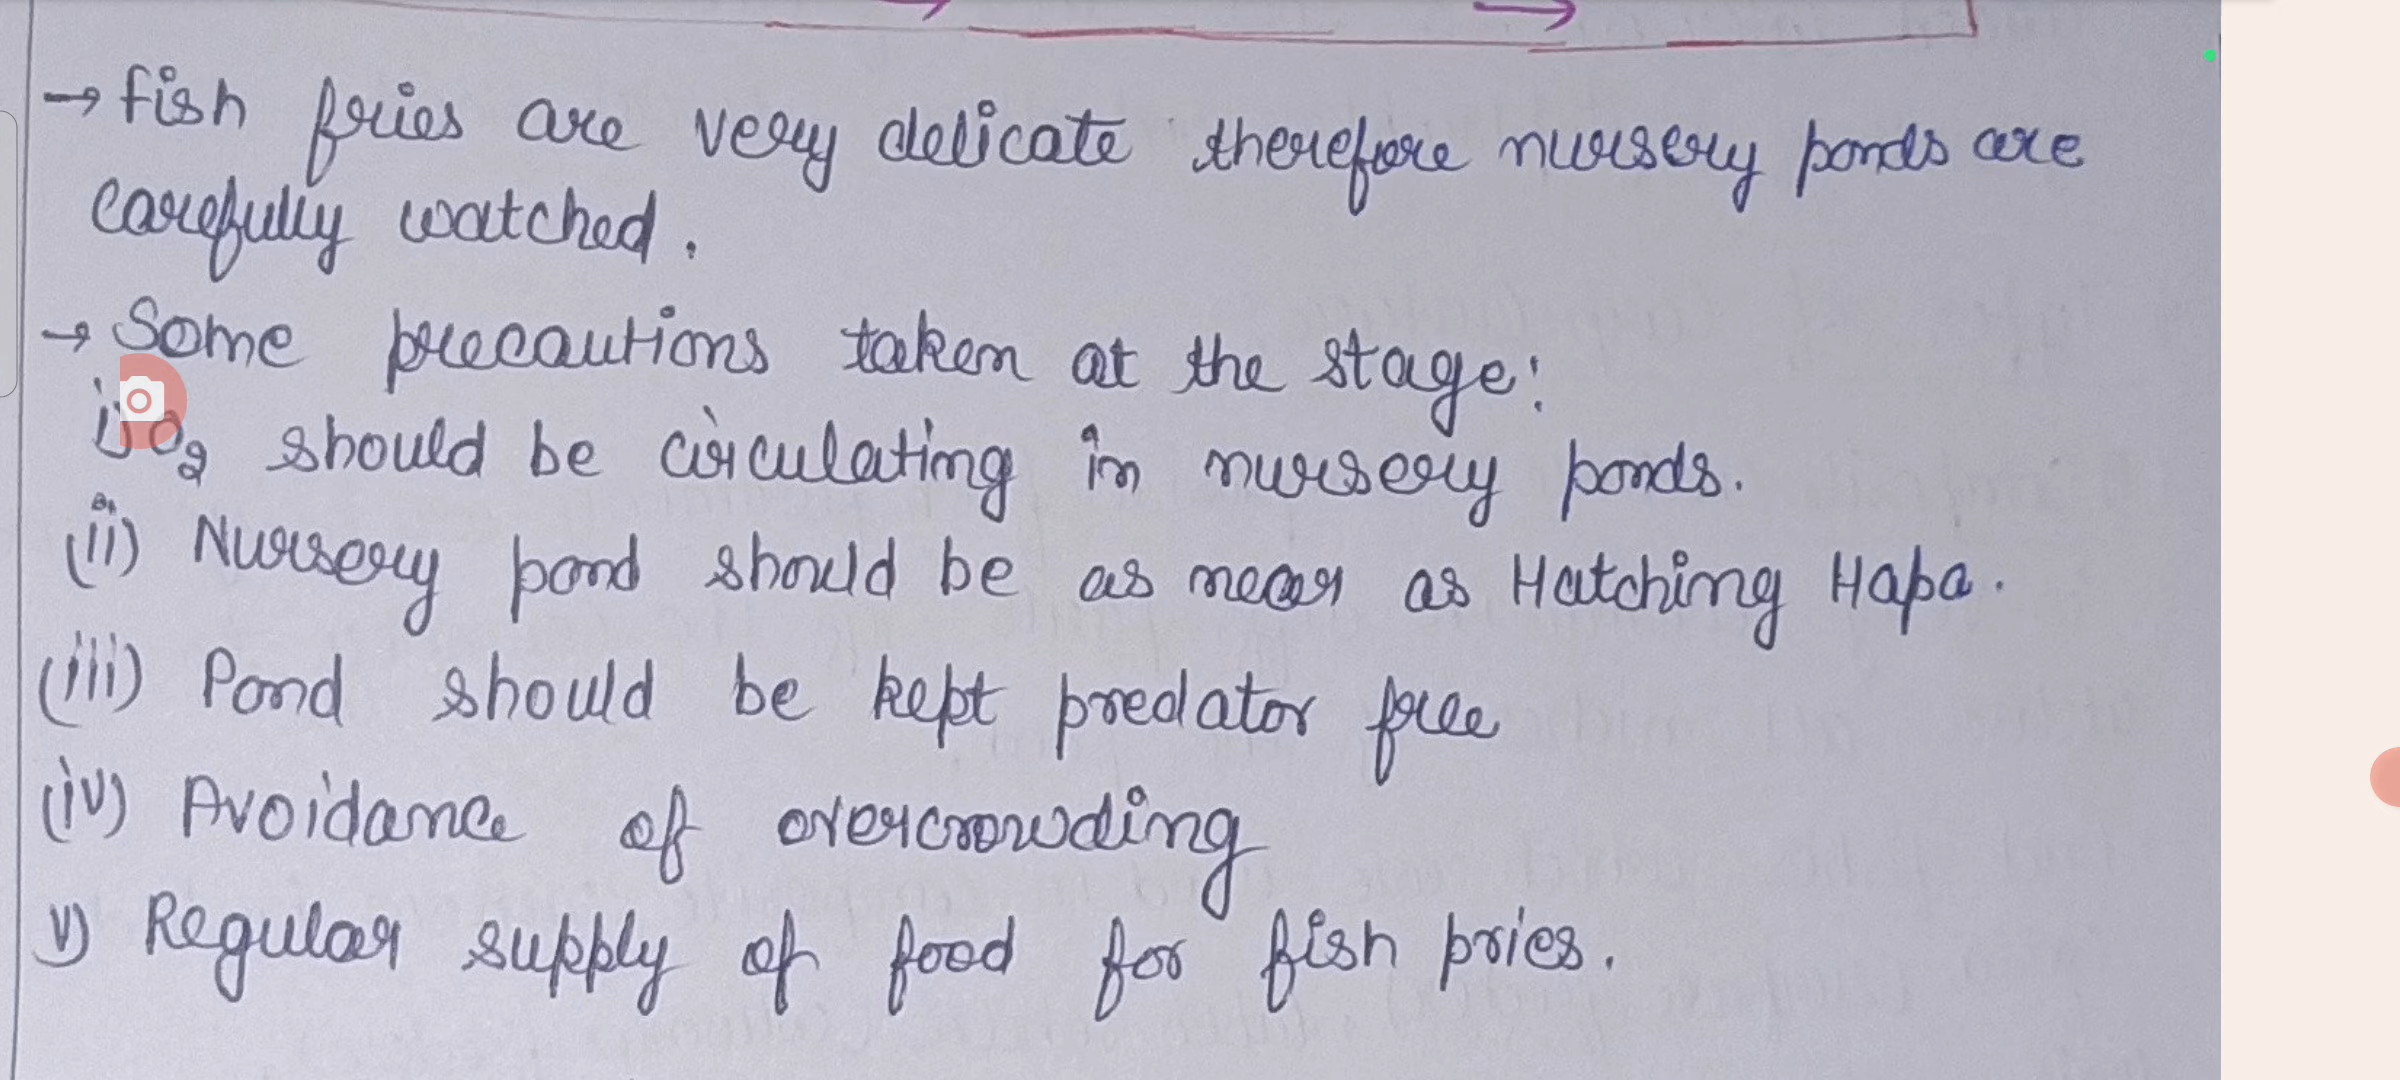 → fish fries are very delicate therefore nursery ponds are
carefully watched.
→ Some precautions taken at the stage:
i) O₂ should be circulating in nursery ponds.
(ii) Nursery pond should be as near as Hatching Hapa.
(iii) Pond should be kept predator free
(iv) Avoidance of overcrowding
v) Regular supply of food for fish pries.